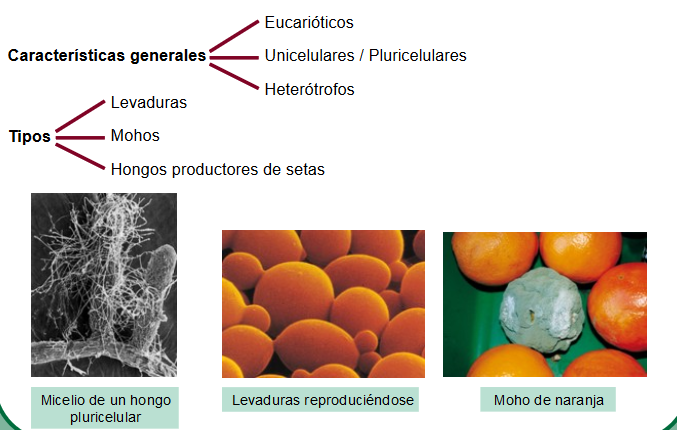 Eucarióticos
Características generales
Unicelulares / Pluricelulares
Heterótrofos
Levaduras
Tipos
Mohos
Hongos productores de setas
Micelio de un hongo
pluricelular
Levaduras reproduciéndose
Moho de naranja